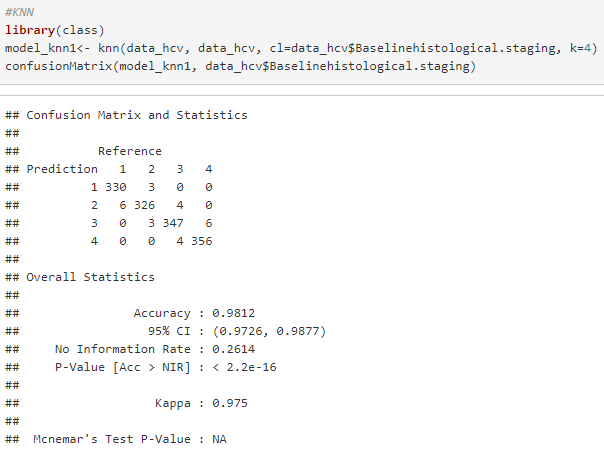 #KNN
library(class)
model_knn1<- knn(data_hcv, data_hcv, cl=data_hcv$Baselinehistological.staging, k=4)
confusionMatrix(model_knn1, data_hcv$Baselinehistological.staging)
## Confusion Matrix and Statistics
##
##           Reference
## Prediction   1   2   3   4
##          1 330   3   0   0
##          2   6 326   4   0
##          3   0   3 347   6
##          4   0   0   4 356
##
## Overall Statistics
##
##                Accuracy : 0.9812
##                  95% CI : (0.9726, 0.9877)
##     No Information Rate : 0.2614
##     P-Value [Acc > NIR] : < 2.2e-16
##
##                   Kappa : 0.975
##
##  Mcnemar's Test P-Value : NA